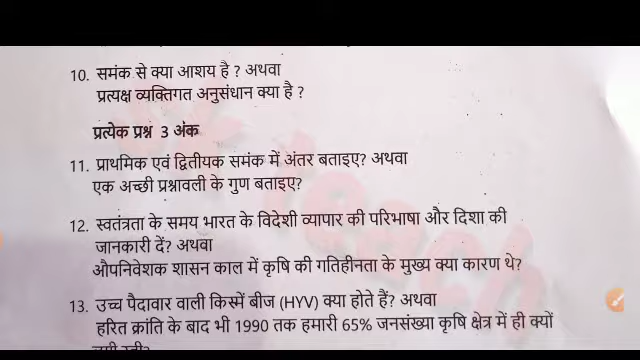 10. समंक से क्या आशय है ? अथवा
प्रत्यक्ष व्यक्तिगत अनुसंधान क्या है ?
प्रत्येक प्रश्न 3 अंक
11. प्राथमिक एवं द्वितीयक समंक में अंतर बताइए? अथवा
एक अच्छी प्रश्नावली के गुण बताइए?
12. स्वतंत्रता के समय भारत के विदेशी व्यापार की परिभाषा और दिशा की
जानकारी दें? अथवा
औपनिवेशक शासन काल में कृषि की गतिहीनता के मुख्य क्या कारण थे?
13. उच्च पैदावार वाली किस्में बीज (HYV) क्या होते हैं? अथवा
हरित क्रांति के बाद भी 1990 तक हमारी 65% जनसंख्या कृषि क्षेत्र में ही क्यों